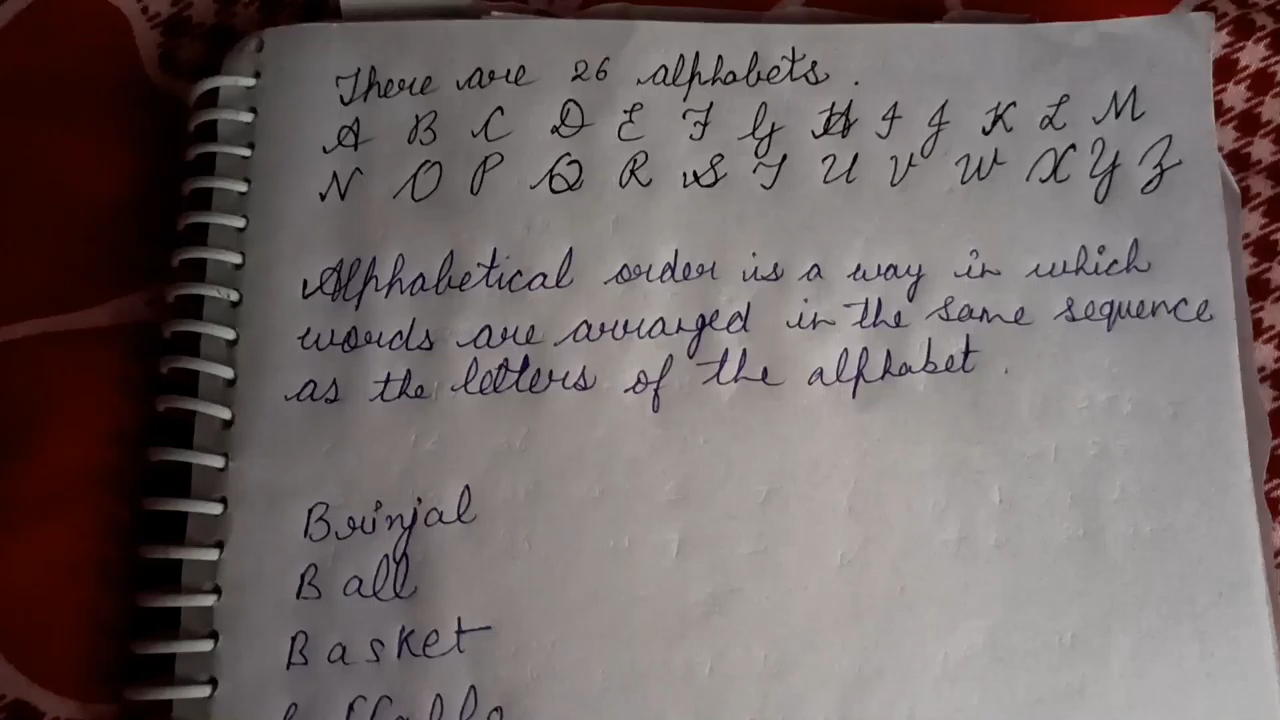 There are 26 alphabets.
A B C D E F G H I J K L M
N O P Q R S T U V W X Y Z
Alphabetical order is a way in which
words are arranged in the same sequence
as the letters of the alphabet.
Brinjal
Ball
Basket